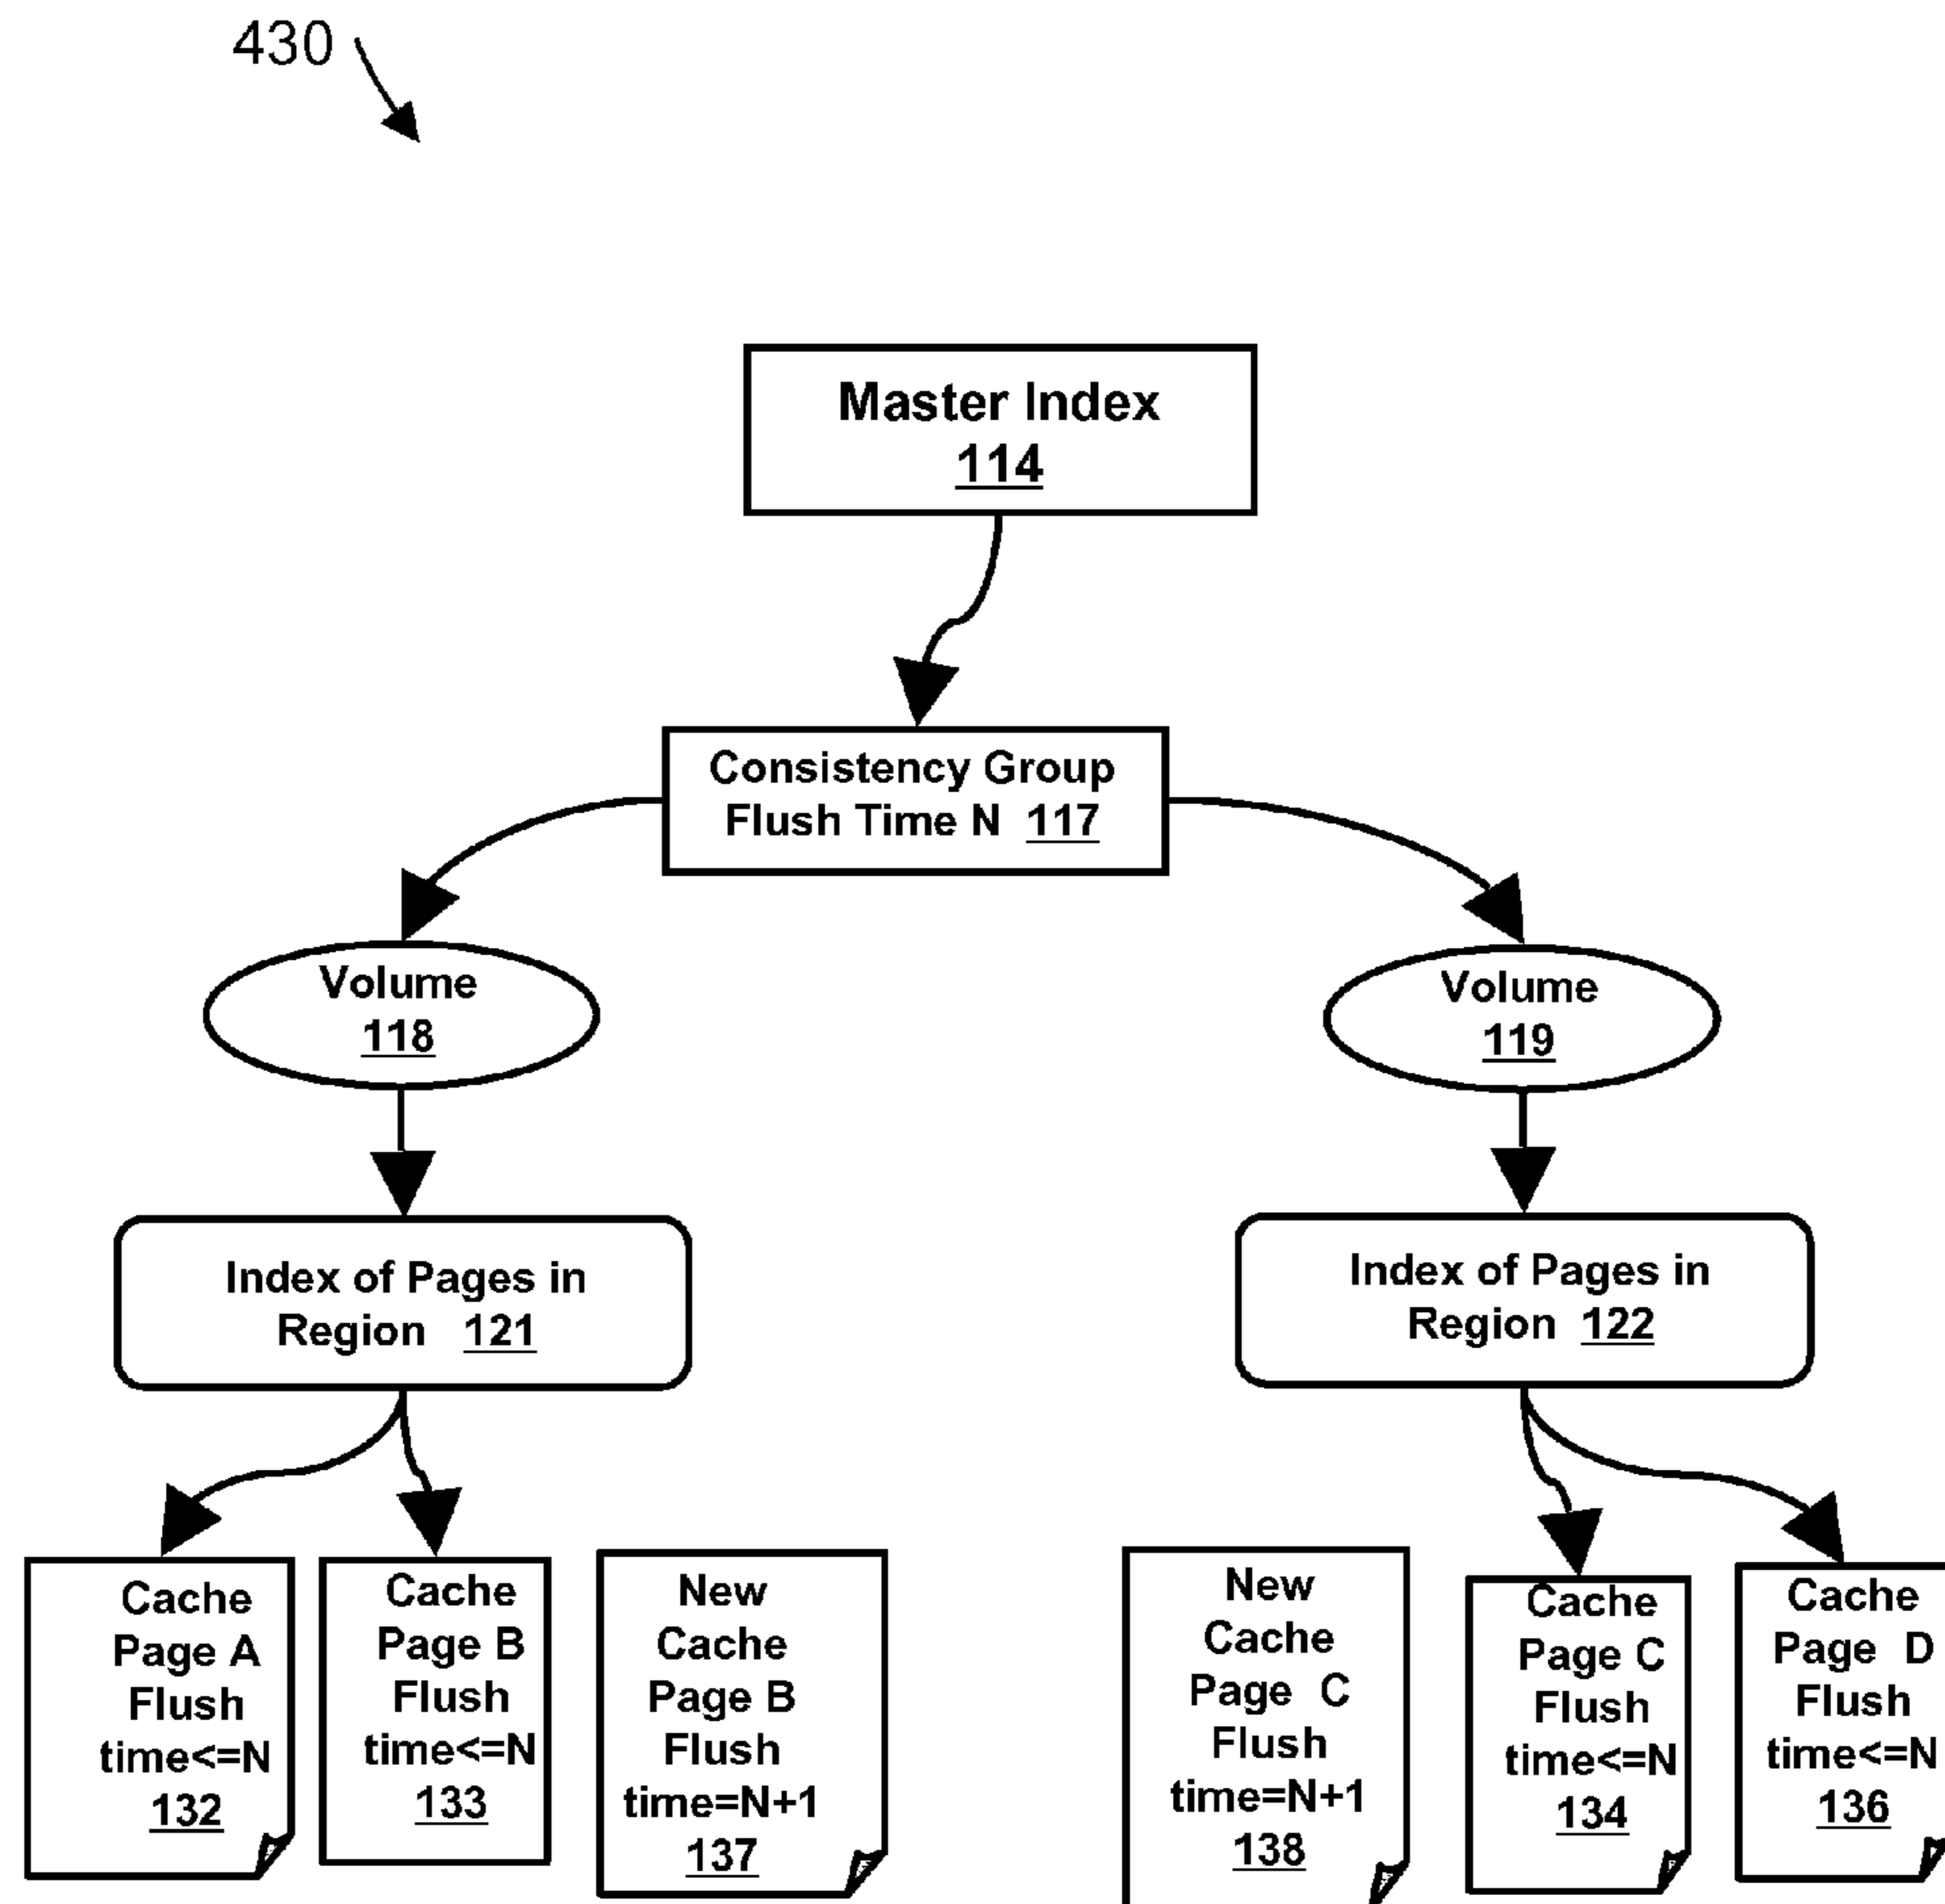 430
Master Index
114
Consistency Group
Flush Time N 117
Volume
118
Volume
119
Index of Pages in
Region 121
Index of Pages in
Region 122
Cache
Page A
Flush
time<=N
132
Cache
Page B
Flush
time<=N
133
New
Cache
Page B
Flush
time=N+1
137
New
Cache
Page C
Flush
time=N+1
138
Cache
Page C
Flush
time<=N
134
Cache
Page D
Flush
time<=N
136